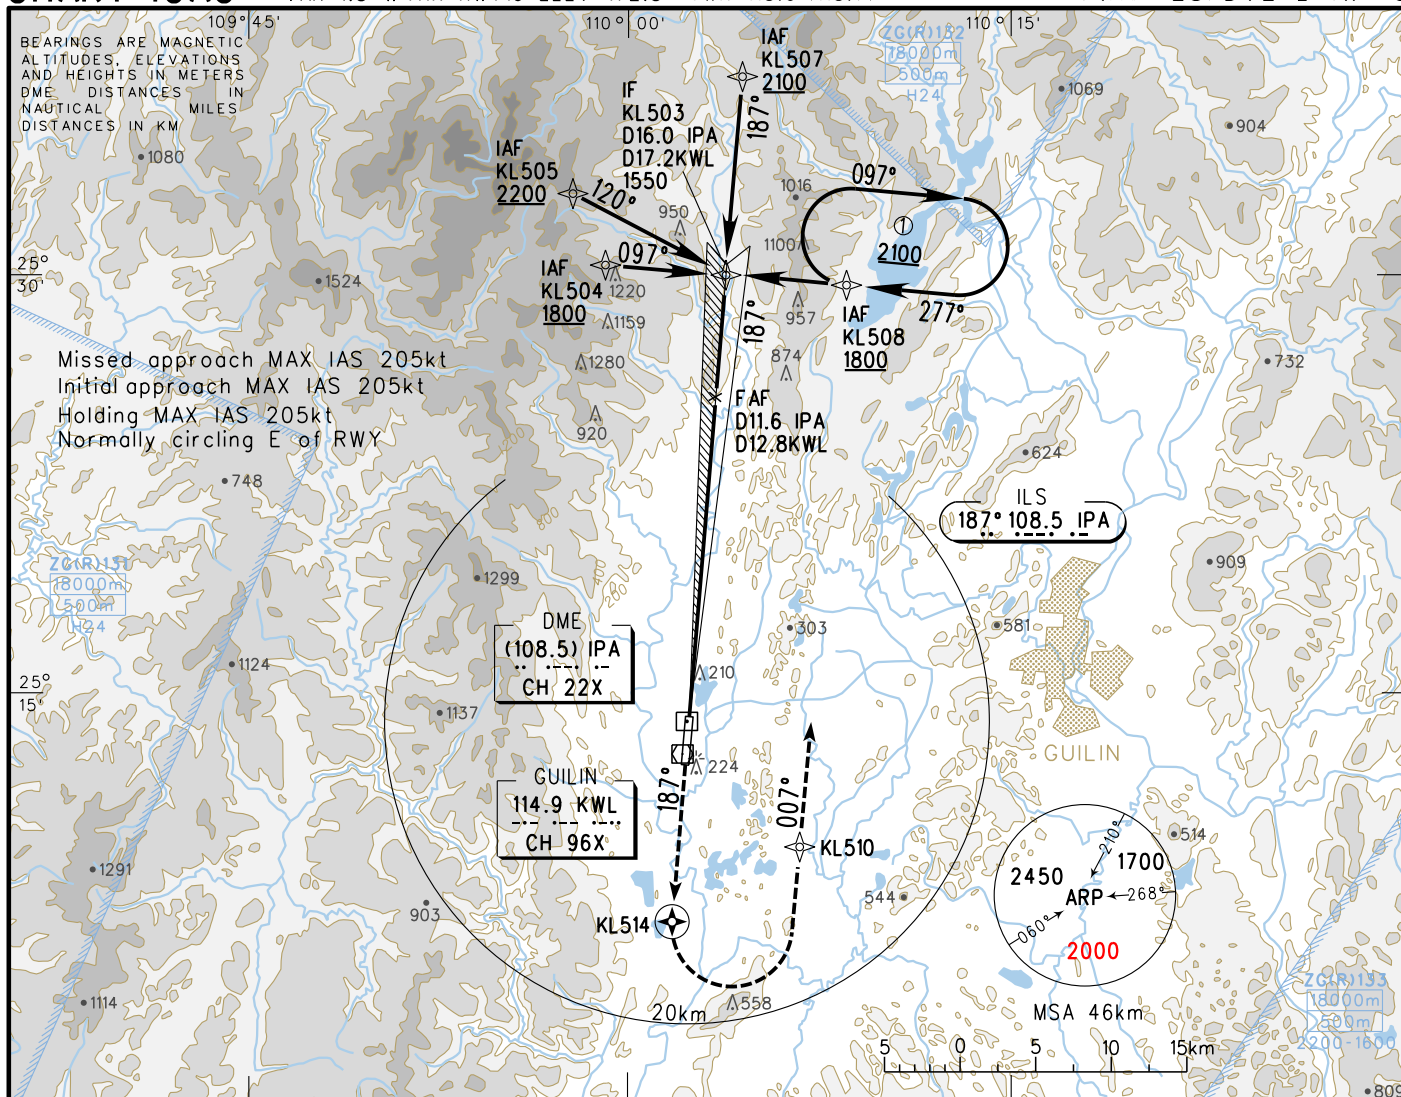 109°45'
110°00'
110°15'
BEARINGS ARE MAGNETIC
ALTITUDES, ELEVATIONS
AND HEIGHTS IN METERS
DME DISTANCES IN
NAUTICAL MILES
DISTANCES IN KM
IAF
KL507
2100
187°
ZG(R)132
18000m
500m
H24
1069
904
1080
IF
KL503
D16.0 IPA
D17.2KWL
1550
IAF
KL505
2200
120°
950
1016
097°
1
2100
1100
25°
30'
1524
IAF
KL504
1800
097°
1220
1159
187°
957
IAF
KL508
1800
277°
Missed approach MAX IAS 205kt
Initial approach MAX IAS 205kt
Holding MAX IAS 205kt
Normally circling E of RWY
1280
874
732
920
FAF
D11.6 IPA
D12.8KWL
800
800
400
200
748
624
ILS
187° 108.5 IPA
ZG(R)131
18000m
500m
H24
1299
909
DME
(108.5) IPA
CH 22X
303
581
1124
210
25°
15'
1137
GUILIN
224
GUILIN
114.9 KWL
CH 96X
187°
007°
KL510
514
1291
903
544
KL514
210°
2450
1700
ARP
268°
060°
2000
MSA 46km
1114
558
20km
ZG(R)133
18000m
500m
2200-1600
5 0 5 10 15km
809